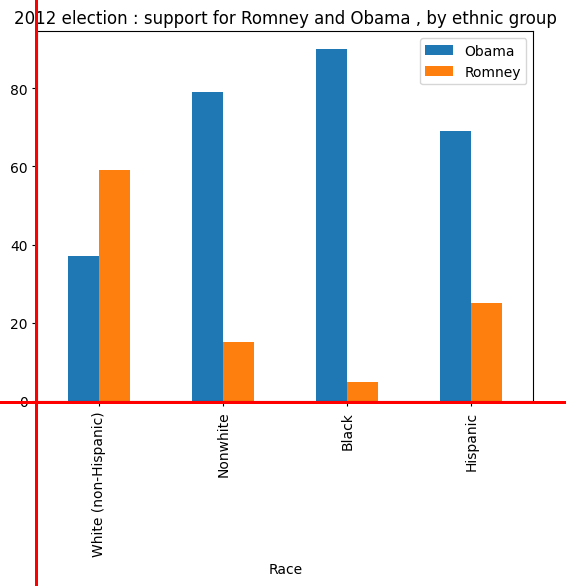 2012 election : support for Romney and Obama , by ethnic group
Obama
Romney
80
60
40
20
0
White (non-Hispanic)
Nonwhite
Black
Hispanic
Race